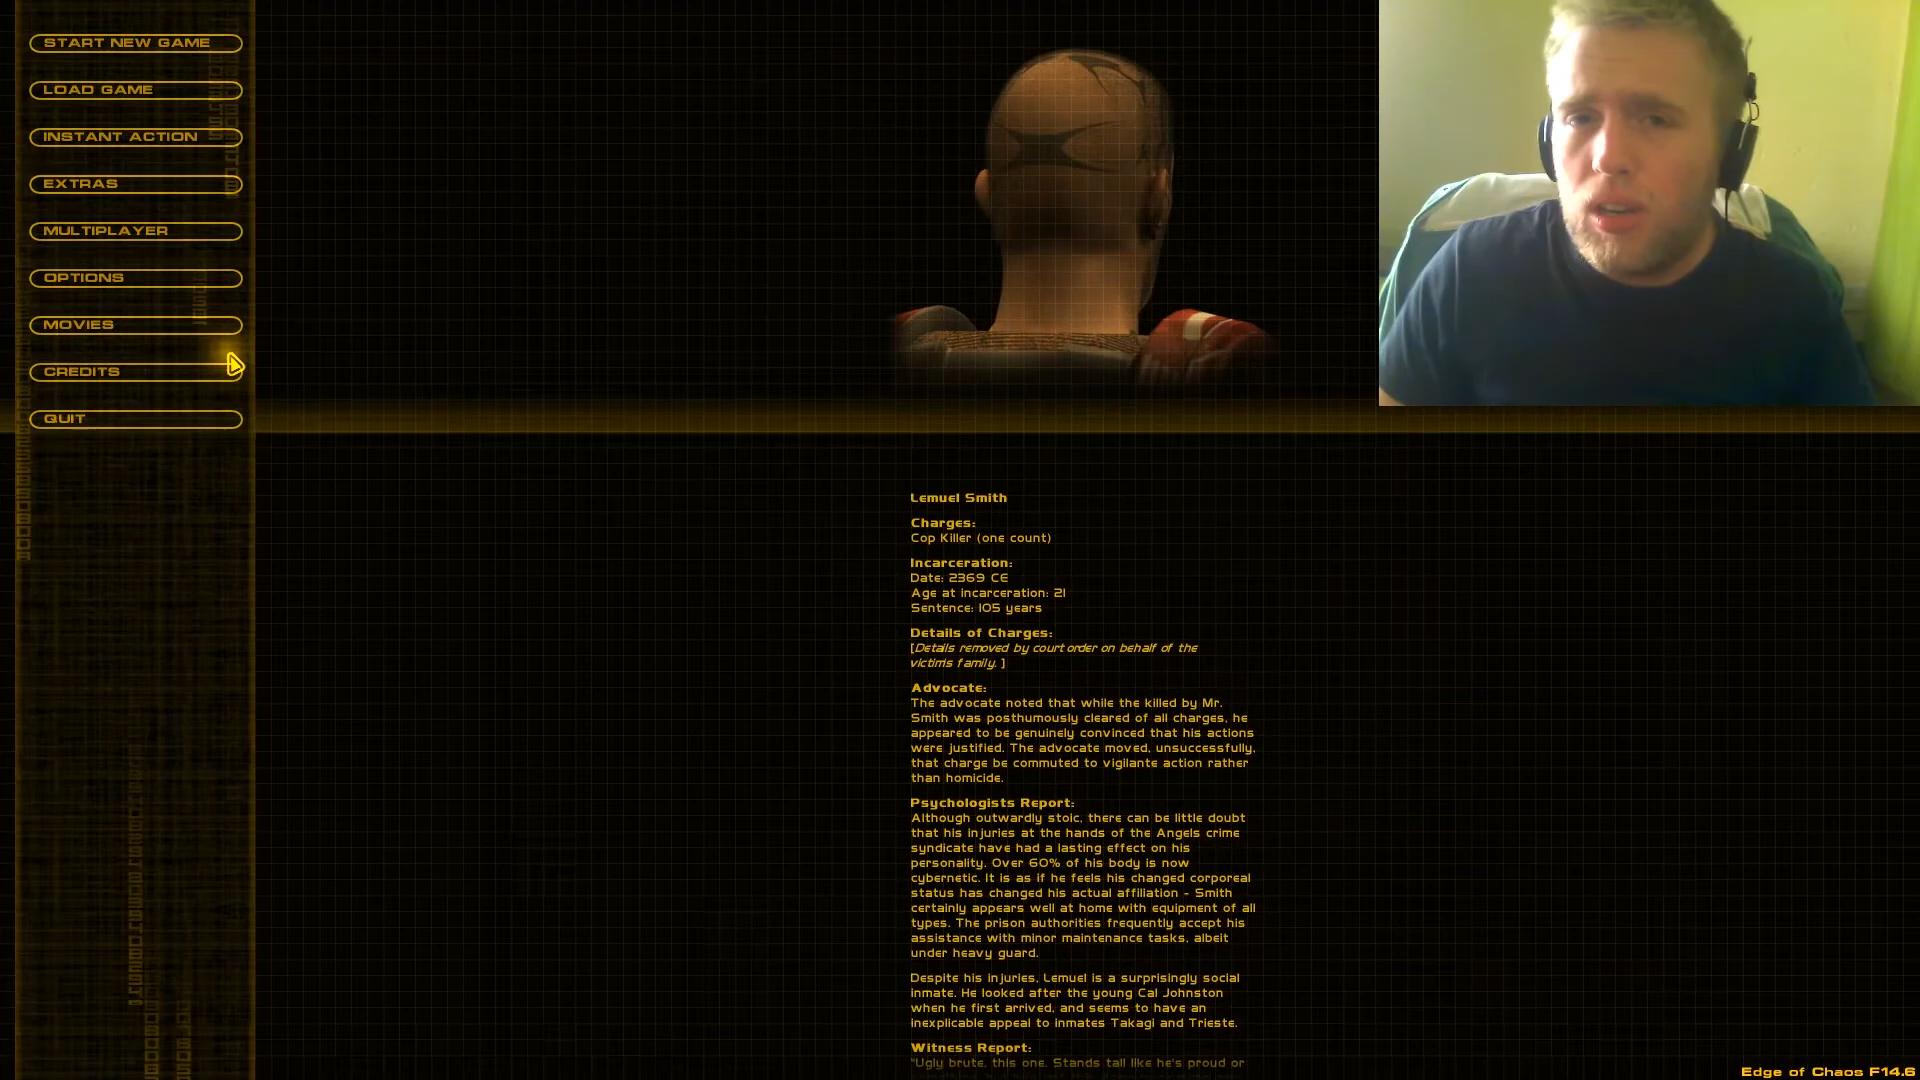 START NEW GAME
LOAD GAME
INSTANT ACTION
EXTRAS
MULTIPLAYER
OPTIONS
MOVIES
CREDITS
QUIT
Lemuel Smith
Charges:
Cop Killer (one count)
Incarceration:
Date: 2369 CE
Age at incarceration: 21
Sentence: 105 years
Details of Charges:
[Details removed by court order on behalf of the
victims family. ]
Advocate:
The advocate noted that while the killed by Mr.
Smith was posthumously cleared of all charges, he
appeared to be genuinely convinced that his actions
were justified. The advocate moved, unsuccessfully,
that charge be commuted to vigilante action rather
than homicide.
Psychologists Report:
Although outwardly stoic, there can be little doubt
that his injuries at the hands of the Angels crime
syndicate have had a lasting effect on his
personality. Over 60% of his body is now
cybernetic. It is as if he feels his changed corporeal
status has changed his actual affiliation - Smith
certainly appears well at home with equipment of all
types. The prison authorities frequently accept his
assistance with minor maintenance tasks, albeit
under heavy guard.
Despite his injuries, Lemuel is a surprisingly social
inmate. He looked after the young Cal Johnston
when he first arrived, and seems to have an
inexplicable appeal to inmates Takagi and Trieste.
Witness Report:
"Ugly brute, this one. Stands tall like he's proud or
Edge of Chaos F14.6